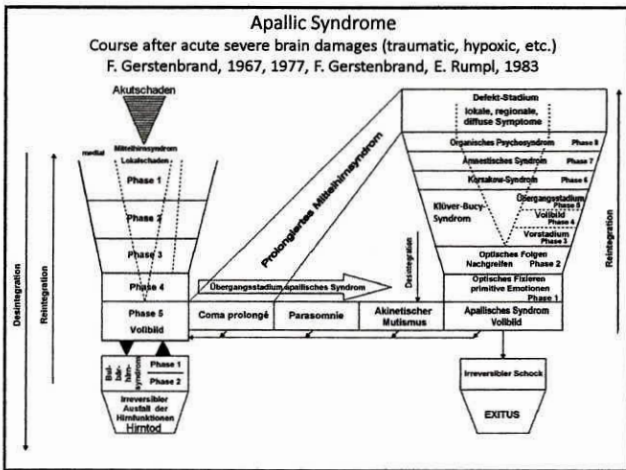 Apallic Syndrome
Course after acute severe brain damages (traumatic, hypoxic, etc.)
F. Gerstenbrand, 1967, 1977, F. Gerstenbrand, E. Rumpl, 1983
Akutschaden
medial
Mittelhirnsyndrom
Lokalschaden
Phase 1
Phase 2
Phase 3
Phase 4
Phase 5
Vollbild
Desintegration
Reintegration
Bul-
bär-
hirn-
syndrom
Phase 1
Phase 2
Irreversibler
Ausfall der
Hirnfunktionen
Hirntod
Prolongiertes Mittelhirnsyndrom
Übergangsstadium apallisches Syndrom
Coma prolongé
Parasomnie
Akinetischer
Mutismus
Apallisches Syndrom
Vollbild
Desintegration
Defekt-Stadium
lokale, regionale,
diffuse Symptome
Organisches Psychosyndrom Phase 8
Amnestisches Syndrom Phase 7
Korsakow-Syndrom Phase 6
Klüver-Bucy-
Syndrom
Übergangsstadium
Phase 5
Vollbild
Phase 4
Vorstadium
Phase 3
Optisches Folgen
Nachgreifen Phase 2
Optisches Fixieren
primitive Emotionen
Phase 1
Reintegration
Irreversibler Schock
EXITUS